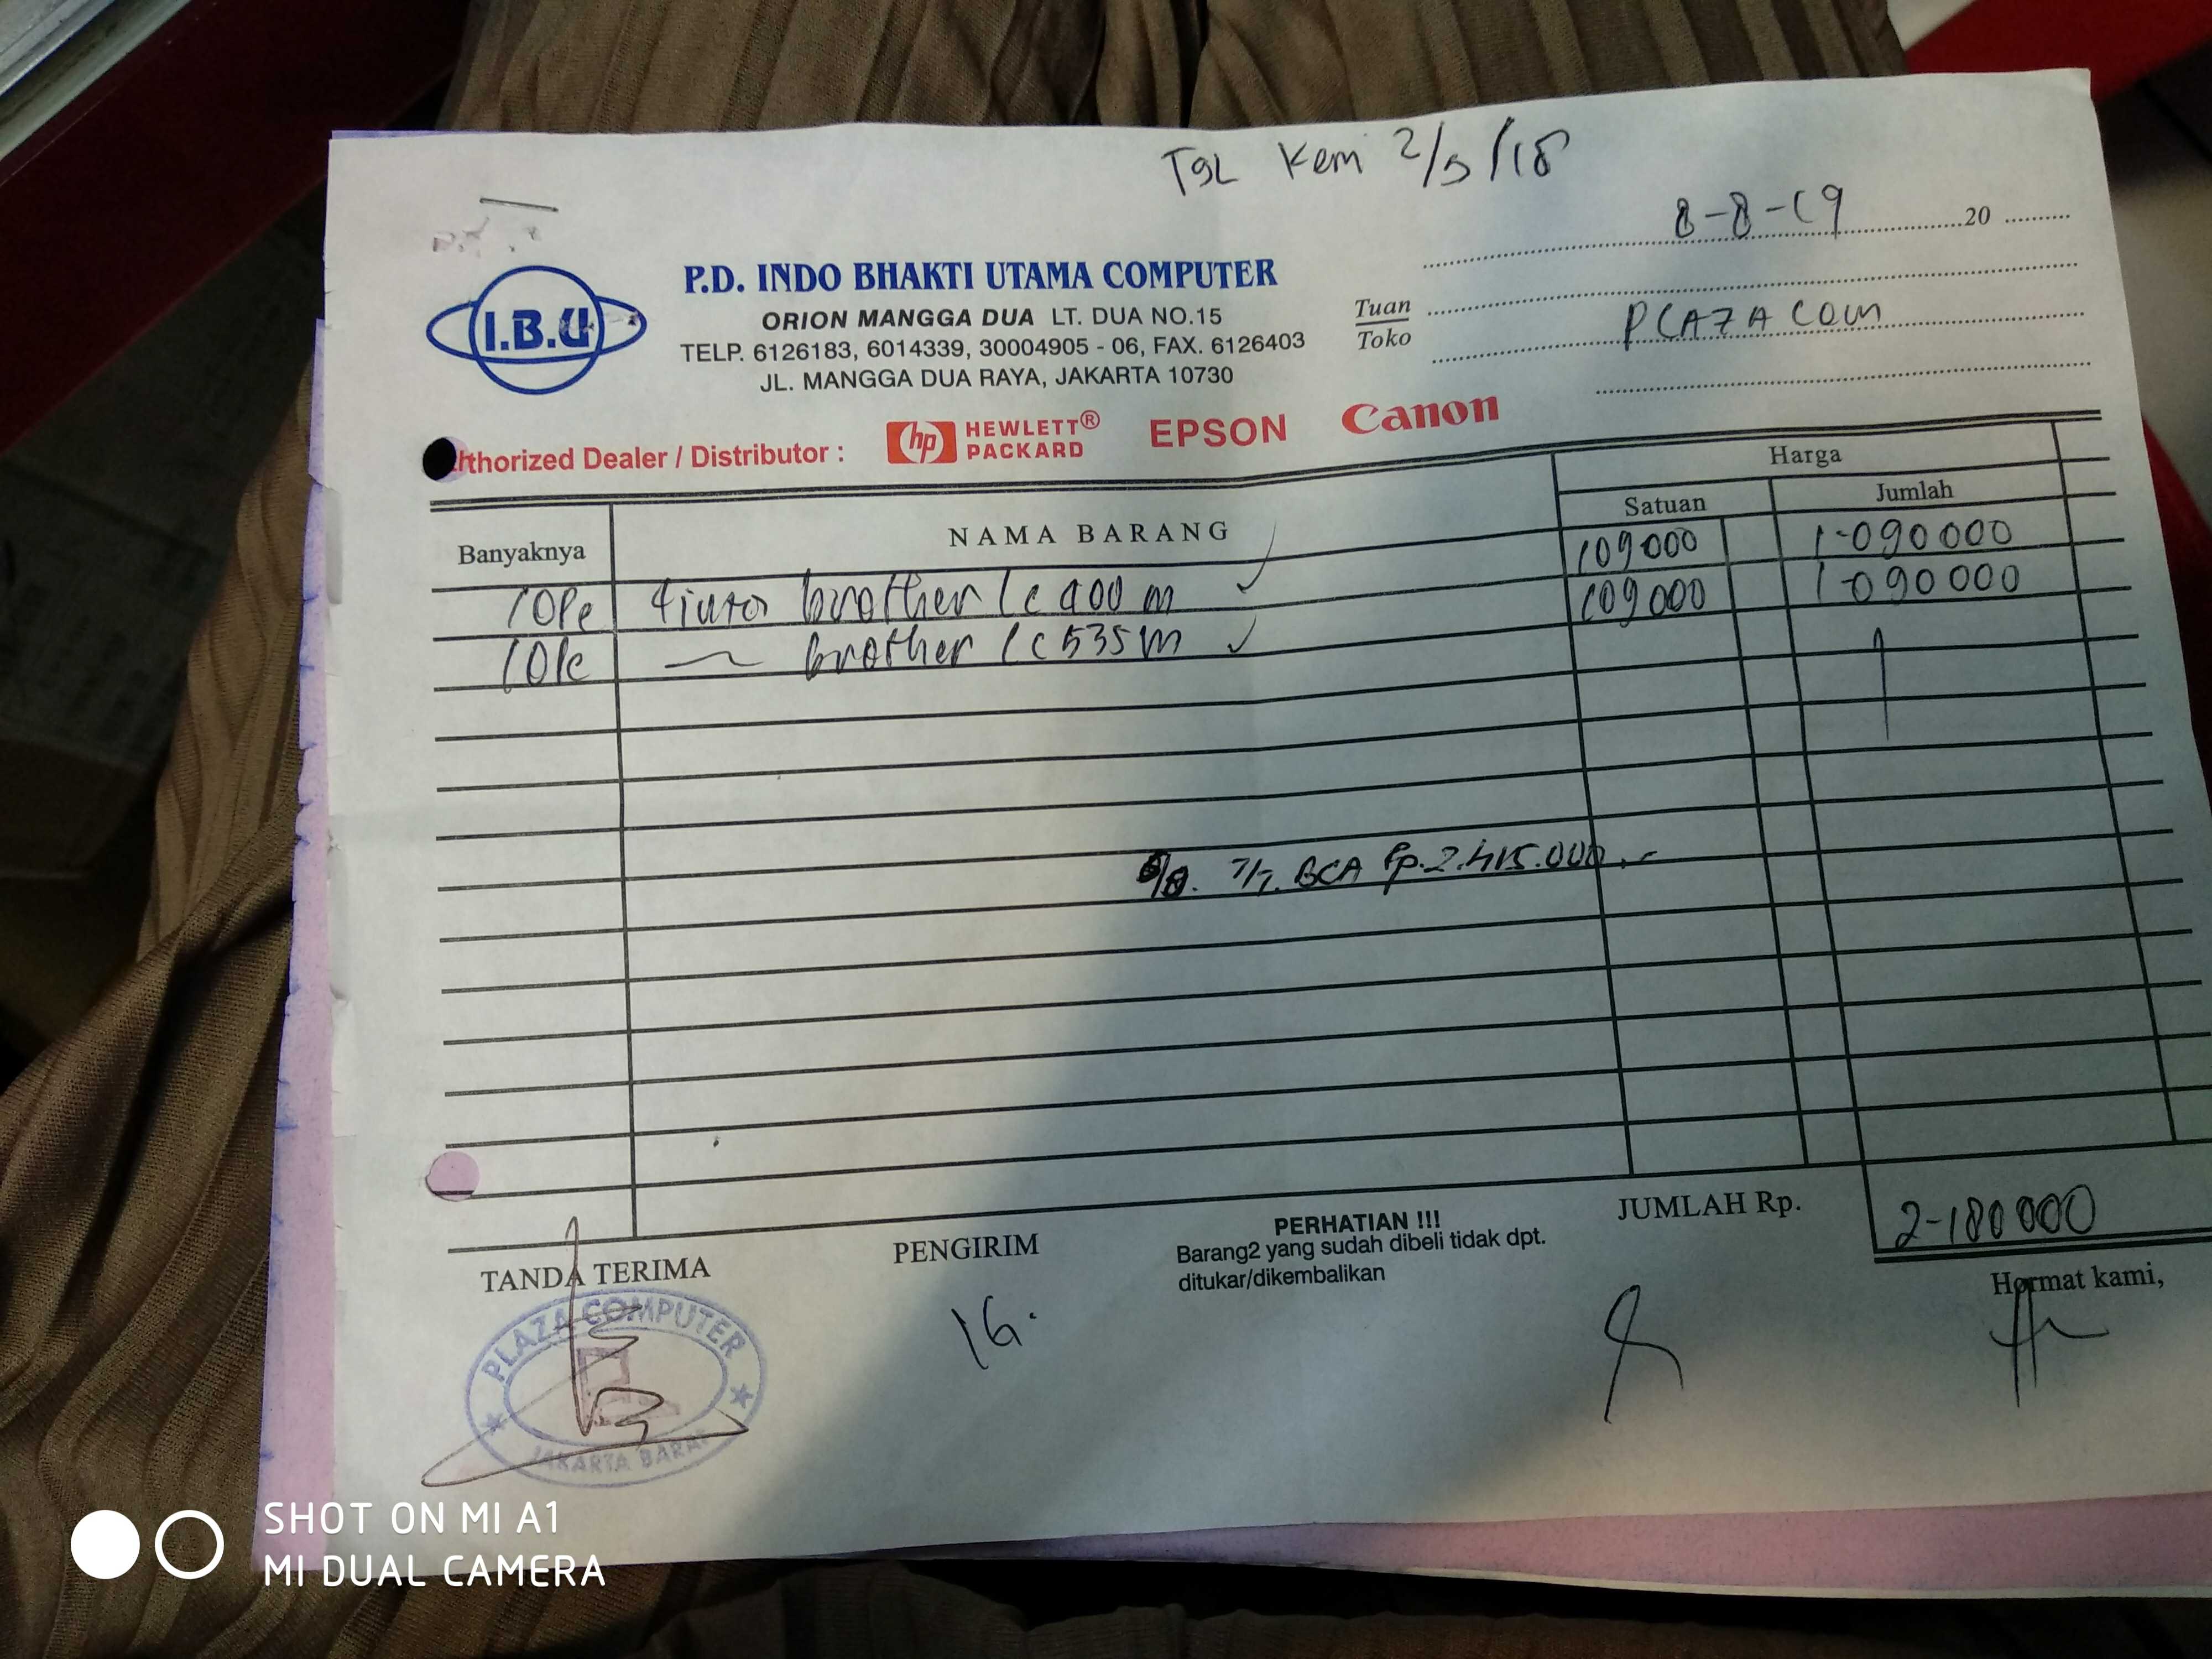 TgL Kem 2/5/18
8-8-19 20
I.B.U
P.D. INDO BHAKTI UTAMA COMPUTER
ORION MANGGA DUA LT. DUA NO.15
TELP. 6126183, 6014339, 30004905 - 06, FAX. 6126403
JL. MANGGA DUA RAYA, JAKARTA 10730
Tuan
Toko
PLAZA COM
thorized Dealer / Distributor :
hp HEWLETT® PACKARD EPSON Canon
Banyaknya NAMA BARANG Harga
Satuan Jumlah
10Pc brother lc 400 m 109000 1-090000
10Pc brother lc 535m 109000 1-090000
BCA Rp. 2.415.000,-
JUMLAH Rp. 2-180000
TANDA TERIMA
PENGIRIM
PERHATIAN !!!
Barang2 yang sudah dibeli tidak dpt.
ditukar/dikembalikan
Hormat kami,
PLAZA COMPUTER
JAKARTA BARAT
SHOT ON MI A1
MI DUAL CAMERA